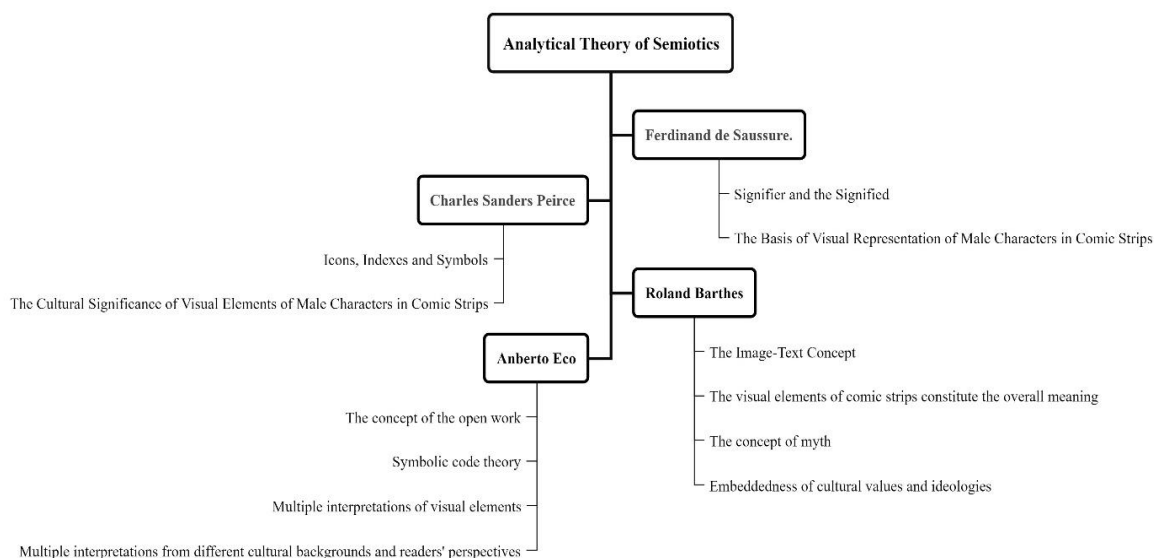 Analytical Theory of Semiotics
Ferdinand de Saussure.
Signifier and the Signified
The Basis of Visual Representation of Male Characters in Comic Strips
Charles Sanders Peirce
Icons, Indexes and Symbols
The Cultural Significance of Visual Elements of Male Characters in Comic Strips
Roland Barthes
The Image-Text Concept
The visual elements of comic strips constitute the overall meaning
The concept of myth
Embeddedness of cultural values and ideologies
Anberto Eco
The concept of the open work
Symbolic code theory
Multiple interpretations of visual elements
Multiple interpretations from different cultural backgrounds and readers' perspectives